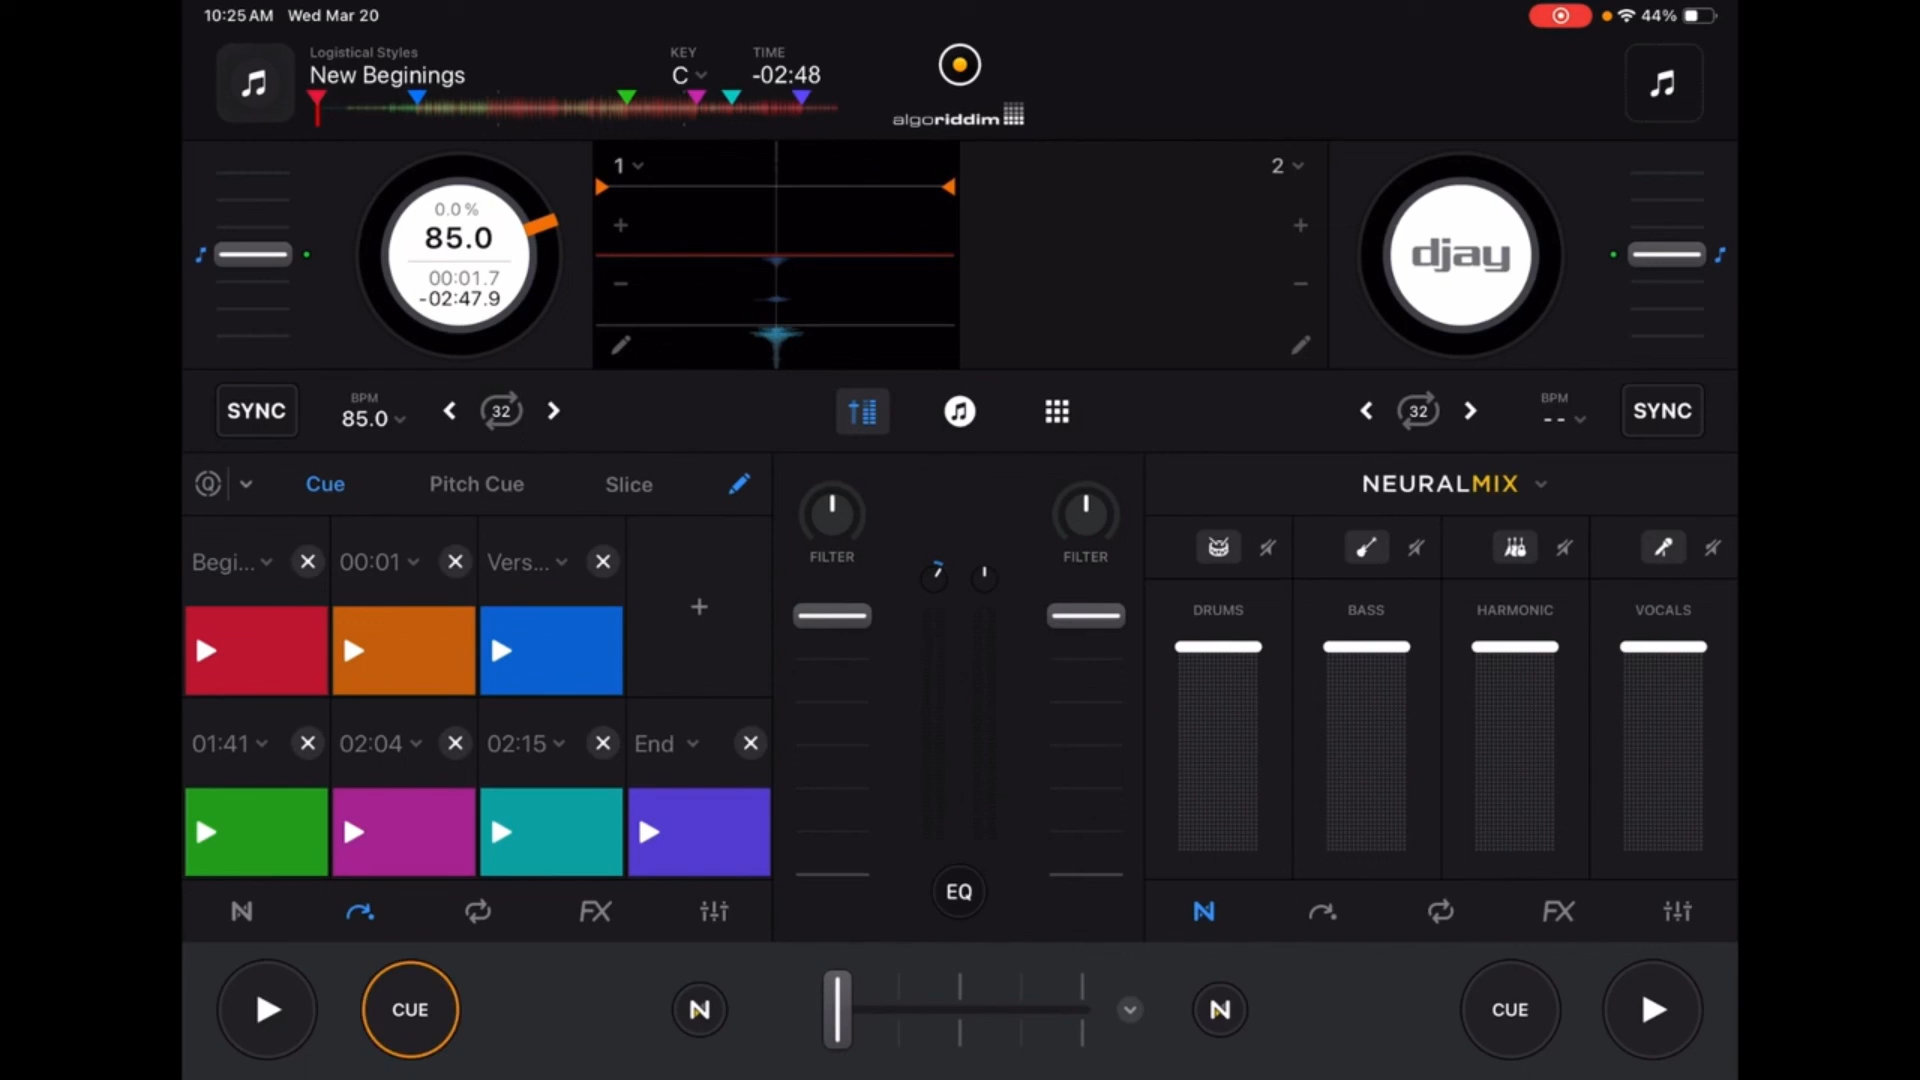 10:25 AM Wed Mar 20
44%
Logistical Styles
New Beginings
KEY
C
TIME
-02:48
algoriddim
0.0 %
85.0
00:01.7
-02:47.9
1
2
djay
SYNC
BPM
85.0
32
32
BPM
--
SYNC
Cue
Pitch Cue
Slice
NEURALMIX
Begi...
00:01
Vers...
FILTER
FILTER
DRUMS
BASS
HARMONIC
VOCALS
01:41
02:04
02:15
End
EQ
FX
FX
CUE
CUE